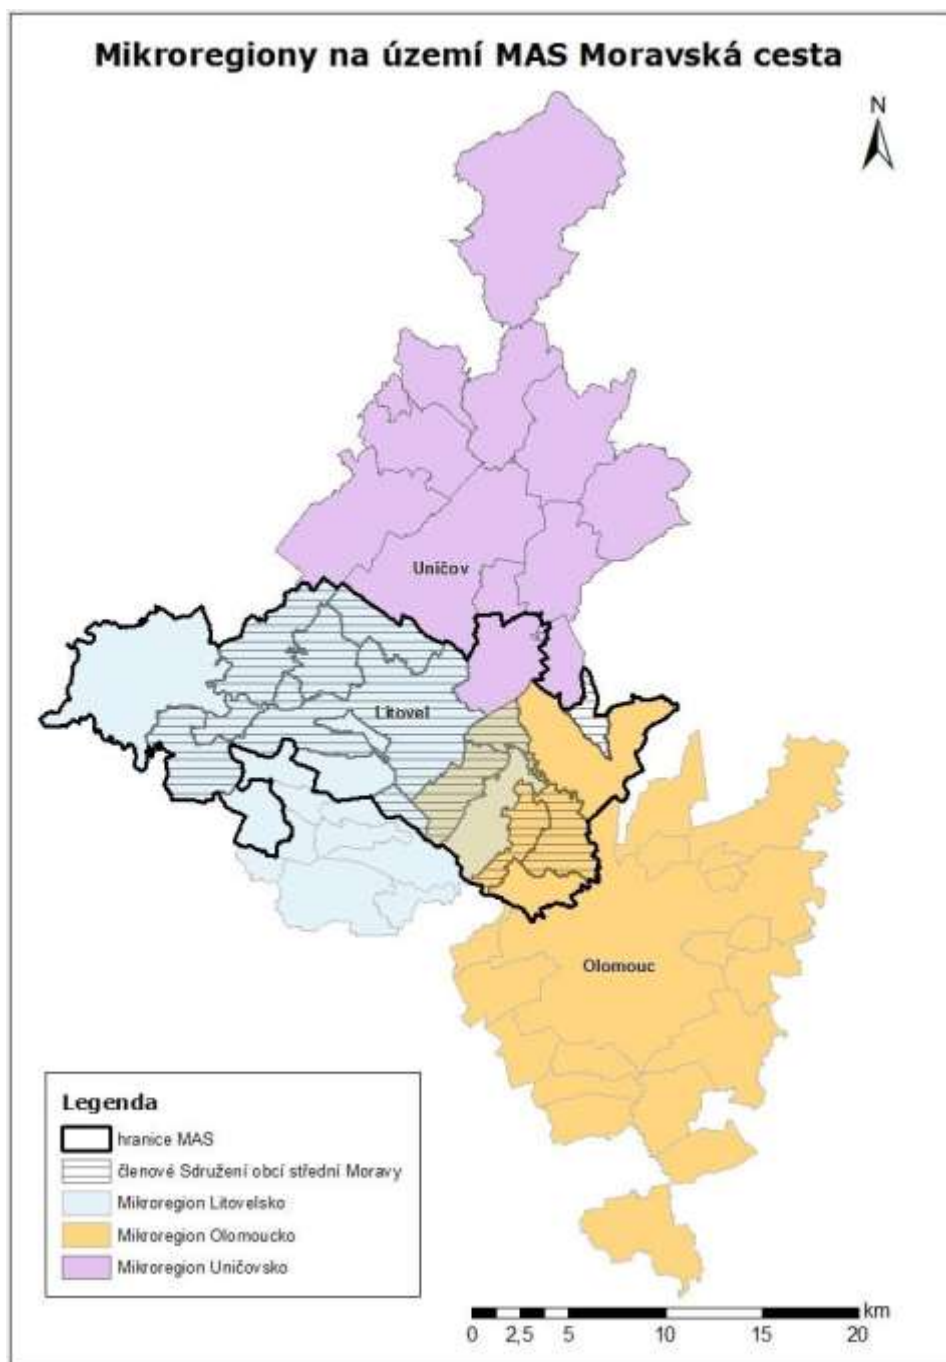 Mikroregiony na území MAS Moravská cesta
N
Uničov
Litovel
Olomouc
Legenda
hranice MAS
členové Sdružení obcí střední Moravy
Mikroregion Litovelsko
Mikroregion Olomoucko
Mikroregion Uničovsko
km
0 2,5 5 10 15 20